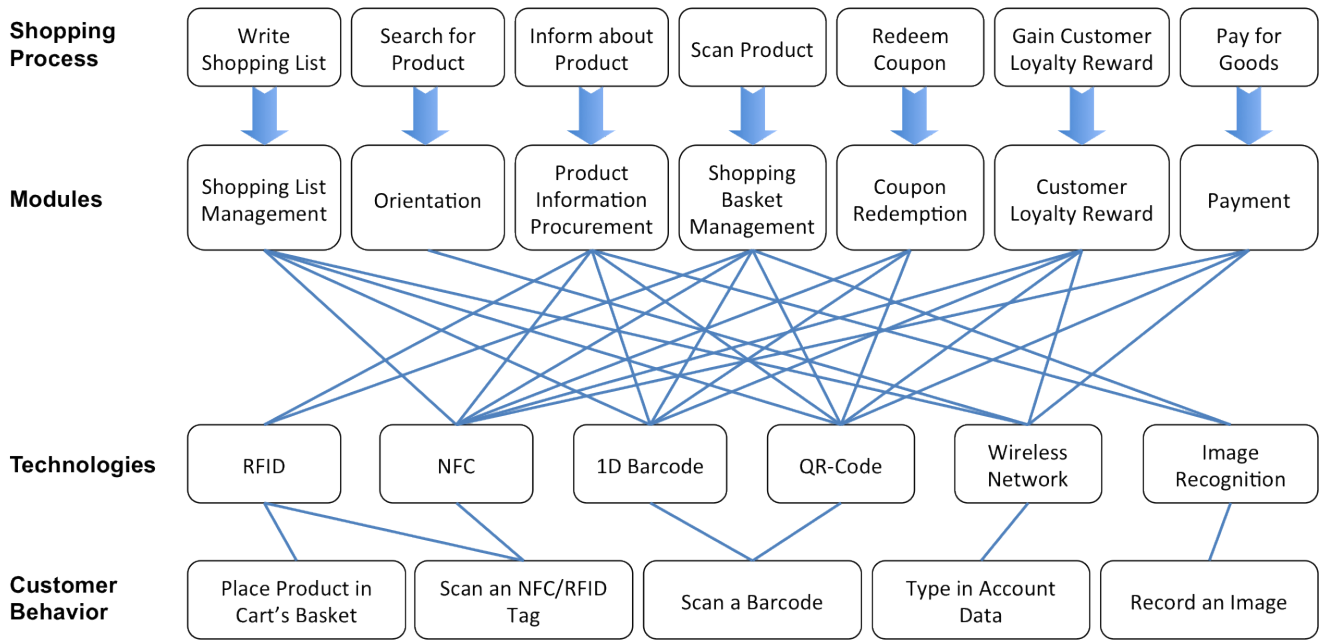 Shopping
Process
Write
Shopping List
Search for
Product
Inform about
Product
Scan Product
Redeem
Coupon
Gain Customer
Loyalty Reward
Pay for
Goods
Modules
Shopping List
Management
Orientation
Product
Information
Procurement
Shopping
Basket
Management
Coupon
Redemption
Customer
Loyalty Reward
Payment
Technologies
RFID
NFC
1D Barcode
QR-Code
Wireless
Network
Image
Recognition
Customer
Behavior
Place Product in
Cart's Basket
Scan an NFC/RFID
Tag
Scan a Barcode
Type in Account
Data
Record an Image